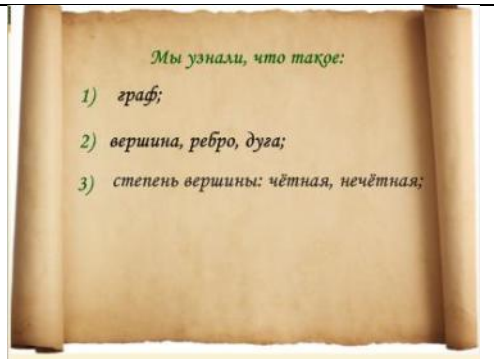 Мы узнали, что такое:
1) граф;
2) вершина, ребро, дуга;
3) степень вершины: чётная, нечётная;